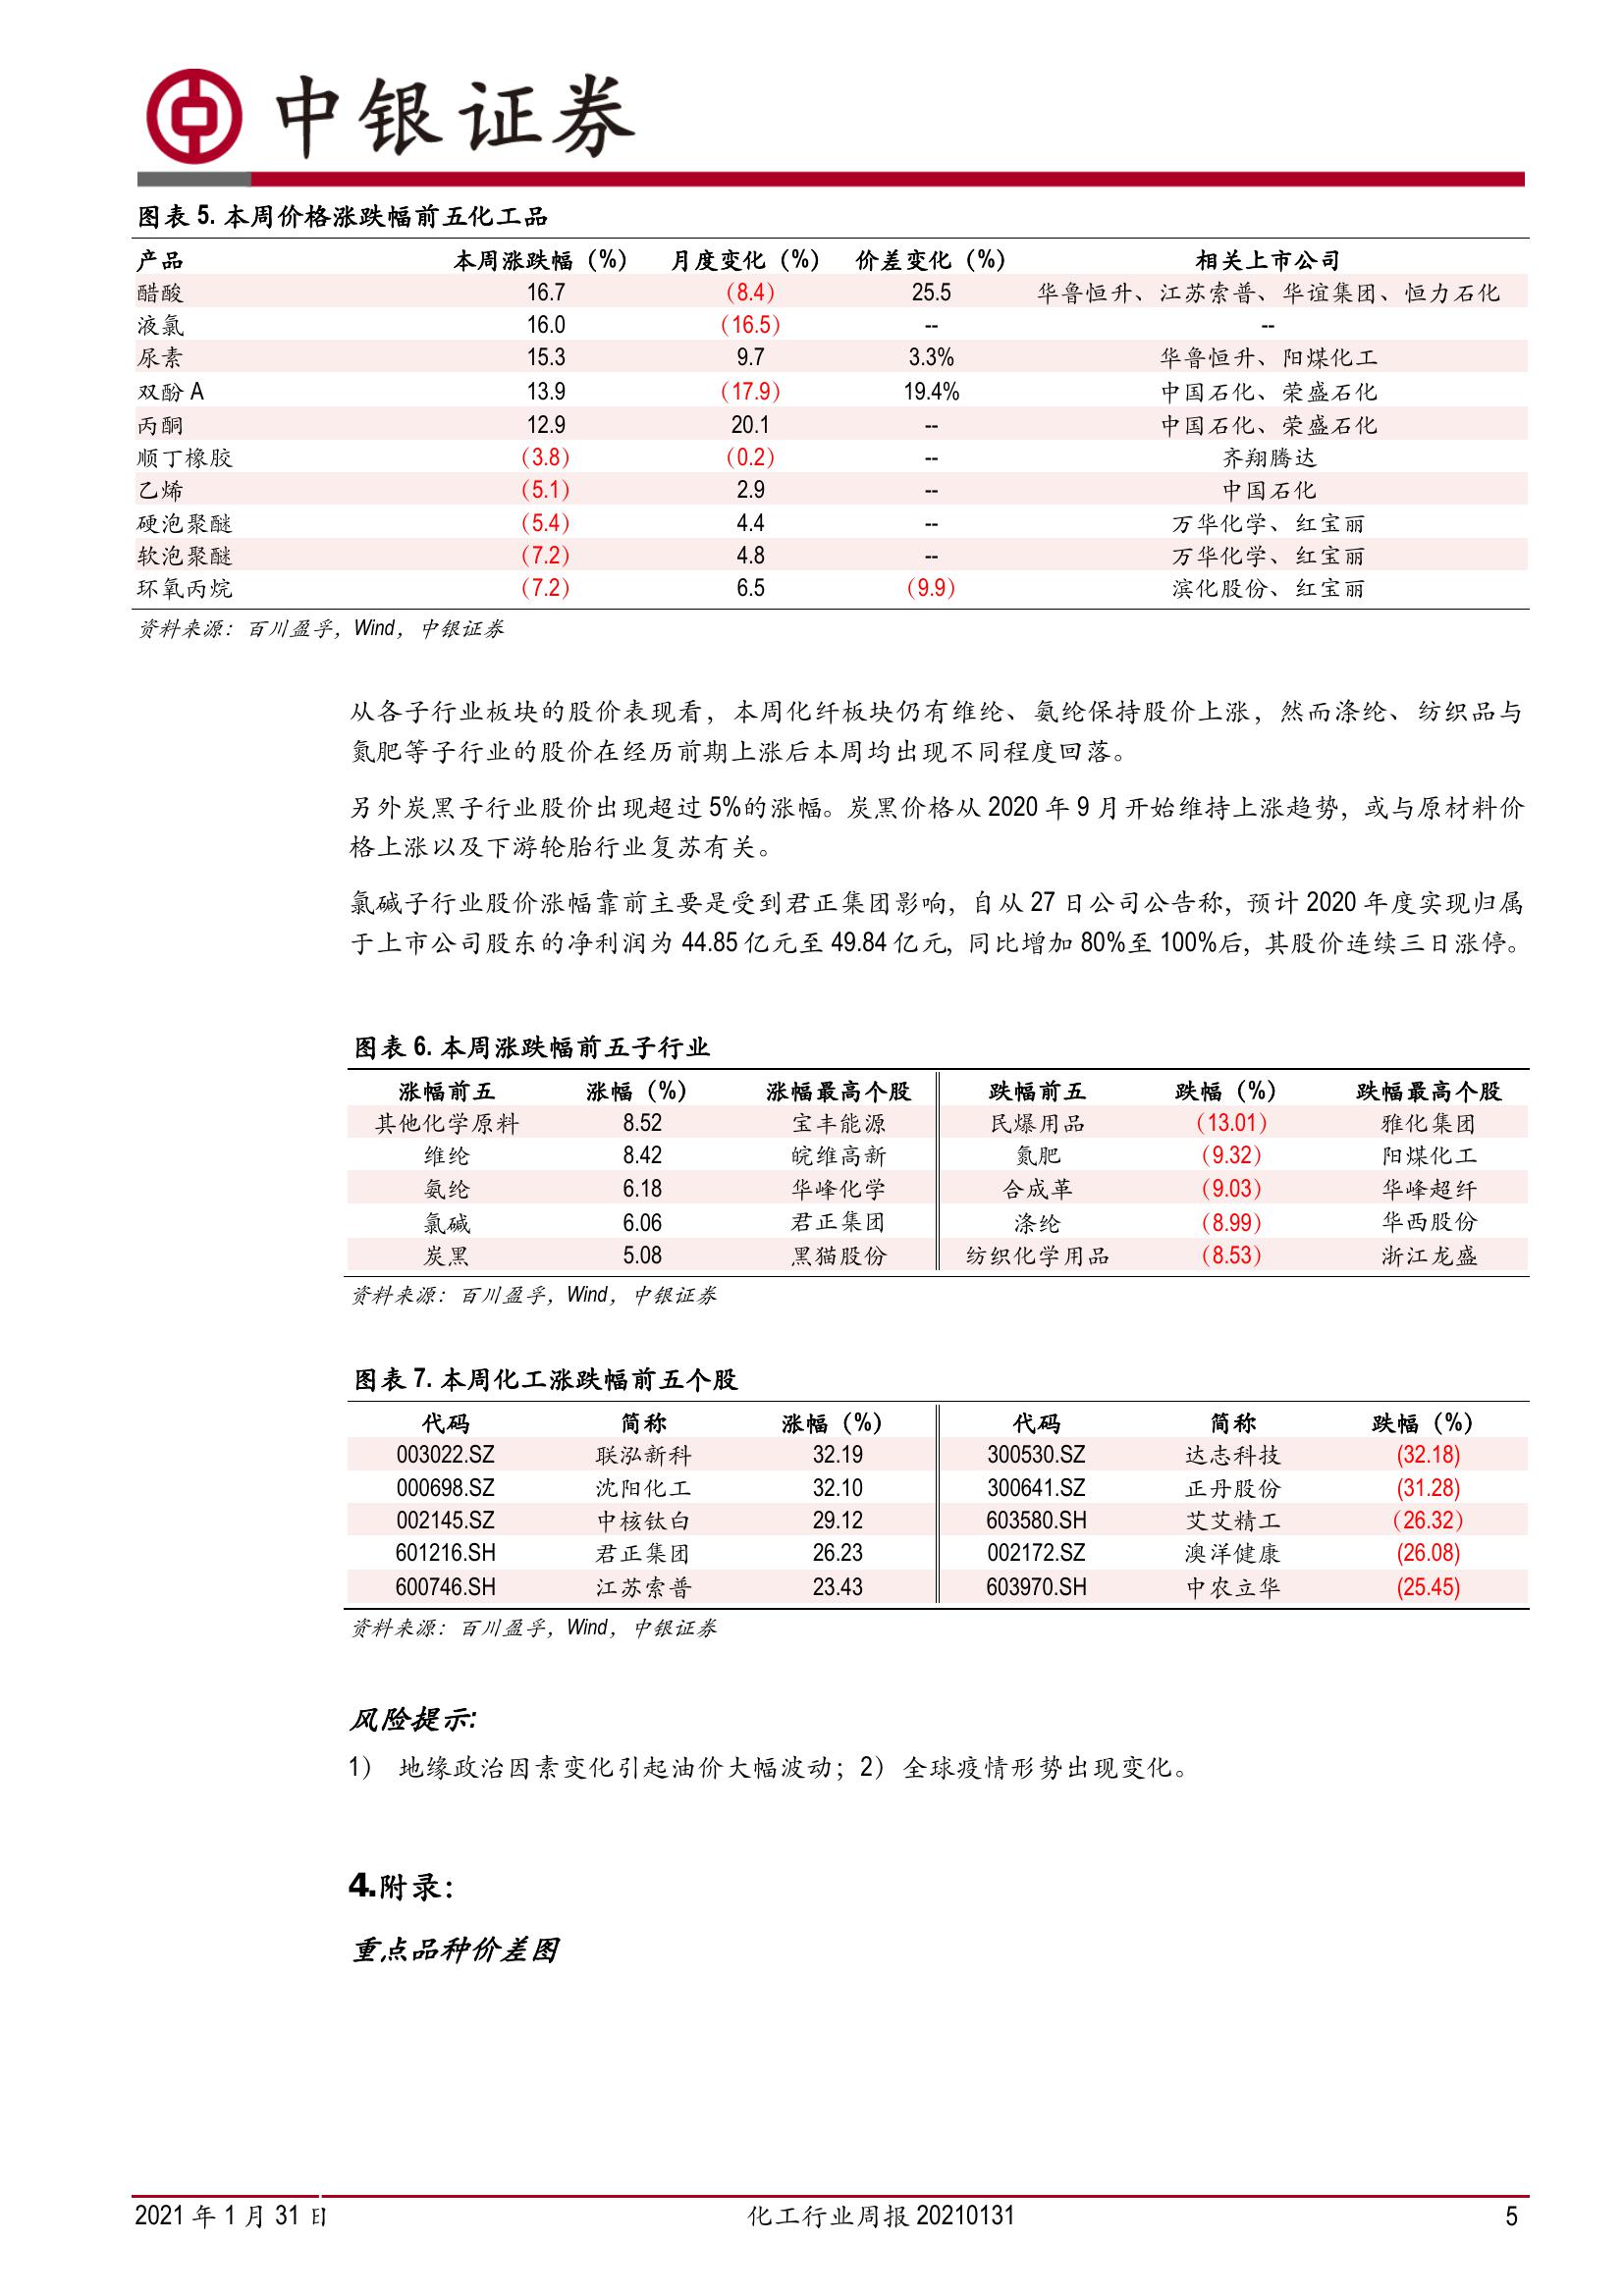 中银证券
图表 5. 本周价格涨跌幅前五化工品
产品 本周涨跌幅（%） 月度变化（%） 价差变化（%） 相关上市公司
醋酸 16.7 （8.4） 25.5 华鲁恒升、江苏索普、华谊集团、恒力石化
液氯 16.0 （16.5） -- --
尿素 15.3 9.7 3.3% 华鲁恒升、阳煤化工
双酚 A 13.9 （17.9） 19.4% 中国石化、荣盛石化
丙酮 12.9 20.1 -- 中国石化、荣盛石化
顺丁橡胶 （3.8） （0.2） -- 齐翔腾达
乙烯 （5.1） 2.9 -- 中国石化
硬泡聚醚 （5.4） 4.4 -- 万华化学、红宝丽
软泡聚醚 （7.2） 4.8 -- 万华化学、红宝丽
环氧丙烷 （7.2） 6.5 （9.9） 滨化股份、红宝丽
资料来源：百川盈孚，Wind，中银证券
从各子行业板块的股价表现看，本周化纤板块仍有维纶、氨纶保持股价上涨，然而涤纶、纺织品与
氮肥等子行业的股价在经历前期上涨后本周均出现不同程度回落。
另外炭黑子行业股价出现超过 5%的涨幅。炭黑价格从 2020 年 9 月开始维持上涨趋势，或与原材料价
格上涨以及下游轮胎行业复苏有关。
氯碱子行业股价涨幅靠前主要是受到君正集团影响，自从 27 日公司公告称，预计 2020 年度实现归属
于上市公司股东的净利润为 44.85 亿元至 49.84 亿元，同比增加 80%至 100%后，其股价连续三日涨停。
图表 6. 本周涨跌幅前五子行业
涨幅前五 涨幅（%） 涨幅最高个股 跌幅前五 跌幅（%） 跌幅最高个股
其他化学原料 8.52 宝丰能源 民爆用品 （13.01） 雅化集团
维纶 8.42 皖维高新 氮肥 （9.32） 阳煤化工
氨纶 6.18 华峰化学 合成革 （9.03） 华峰超纤
氯碱 6.06 君正集团 涤纶 （8.99） 华西股份
炭黑 5.08 黑猫股份 纺织化学用品 （8.53） 浙江龙盛
资料来源：百川盈孚，Wind，中银证券
图表 7. 本周化工涨跌幅前五个股
代码 简称 涨幅（%） 代码 简称 跌幅（%）
003022.SZ 联泓新科 32.19 300530.SZ 达志科技 (32.18)
000698.SZ 沈阳化工 32.10 300641.SZ 正丹股份 (31.28)
002145.SZ 中核钛白 29.12 603580.SH 艾艾精工 （26.32）
601216.SH 君正集团 26.23 002172.SZ 澳洋健康 (26.08)
600746.SH 江苏索普 23.43 603970.SH 中农立华 (25.45)
资料来源：百川盈孚，Wind，中银证券
风险提示:
1） 地缘政治因素变化引起油价大幅波动；2）全球疫情形势出现变化。
4.附录：
重点品种价差图
2021 年 1 月 31 日 化工行业周报 20210131 5